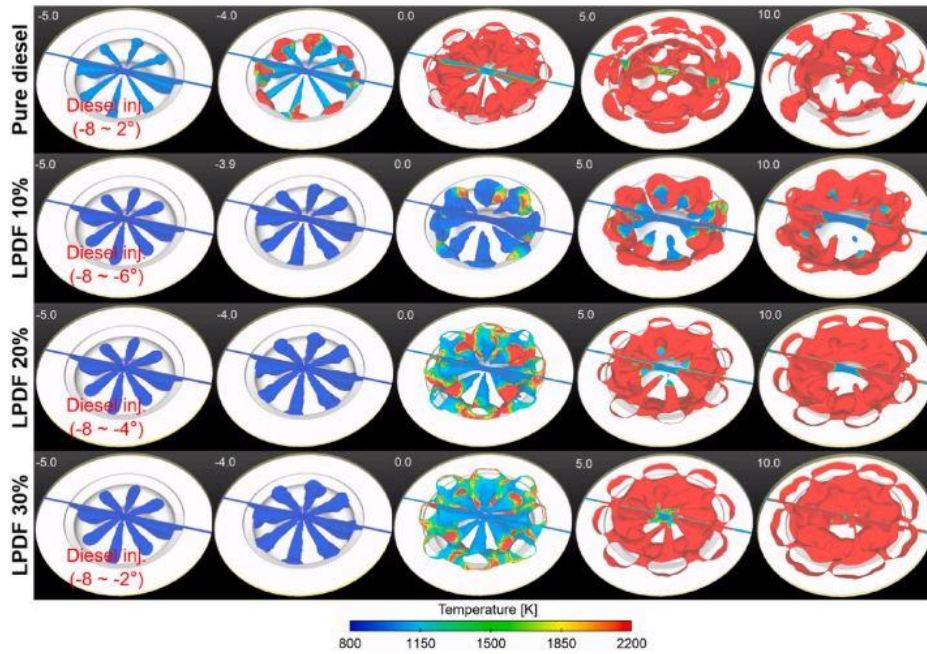 Pure diesel
-5.0
-4.0
0.0
5.0
10.0
Diesel inj.
(-8 ~ 2°)
LPDF 10%
-5.0
-3.9
0.0
5.0
10.0
Diesel inj.
(-8 ~ -6°)
LPDF 20%
-5.0
-4.0
0.0
5.0
10.0
Diesel inj.
(-8 ~ -4°)
LPDF 30%
-5.0
-4.0
0.0
5.0
10.0
Diesel inj.
(-8 ~ -2°)
Temperature [K]
800 1150 1500 1850 2200